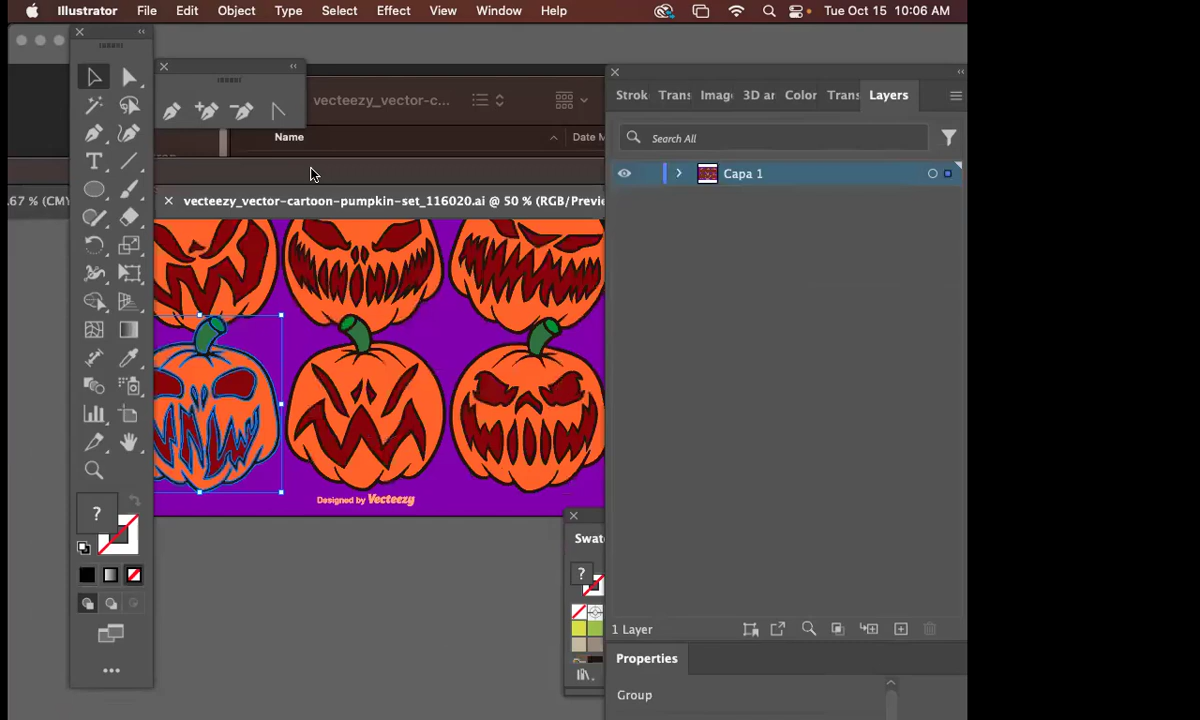 Illustrator File Edit Object Type Select Effect View Window Help Tue Oct 15 10:06 AM
vecteezy_vector-c...
Name Date M
Strok Trans Imag 3D ar Color Trans Layers
Search All
Capa 1
.67 % (CMY
vecteezy_vector-cartoon-pumpkin-set_116020.ai @ 50 % (RGB/Previe
Designed by Vecteezy
?
Swatc
?
1 Layer
Properties
Group